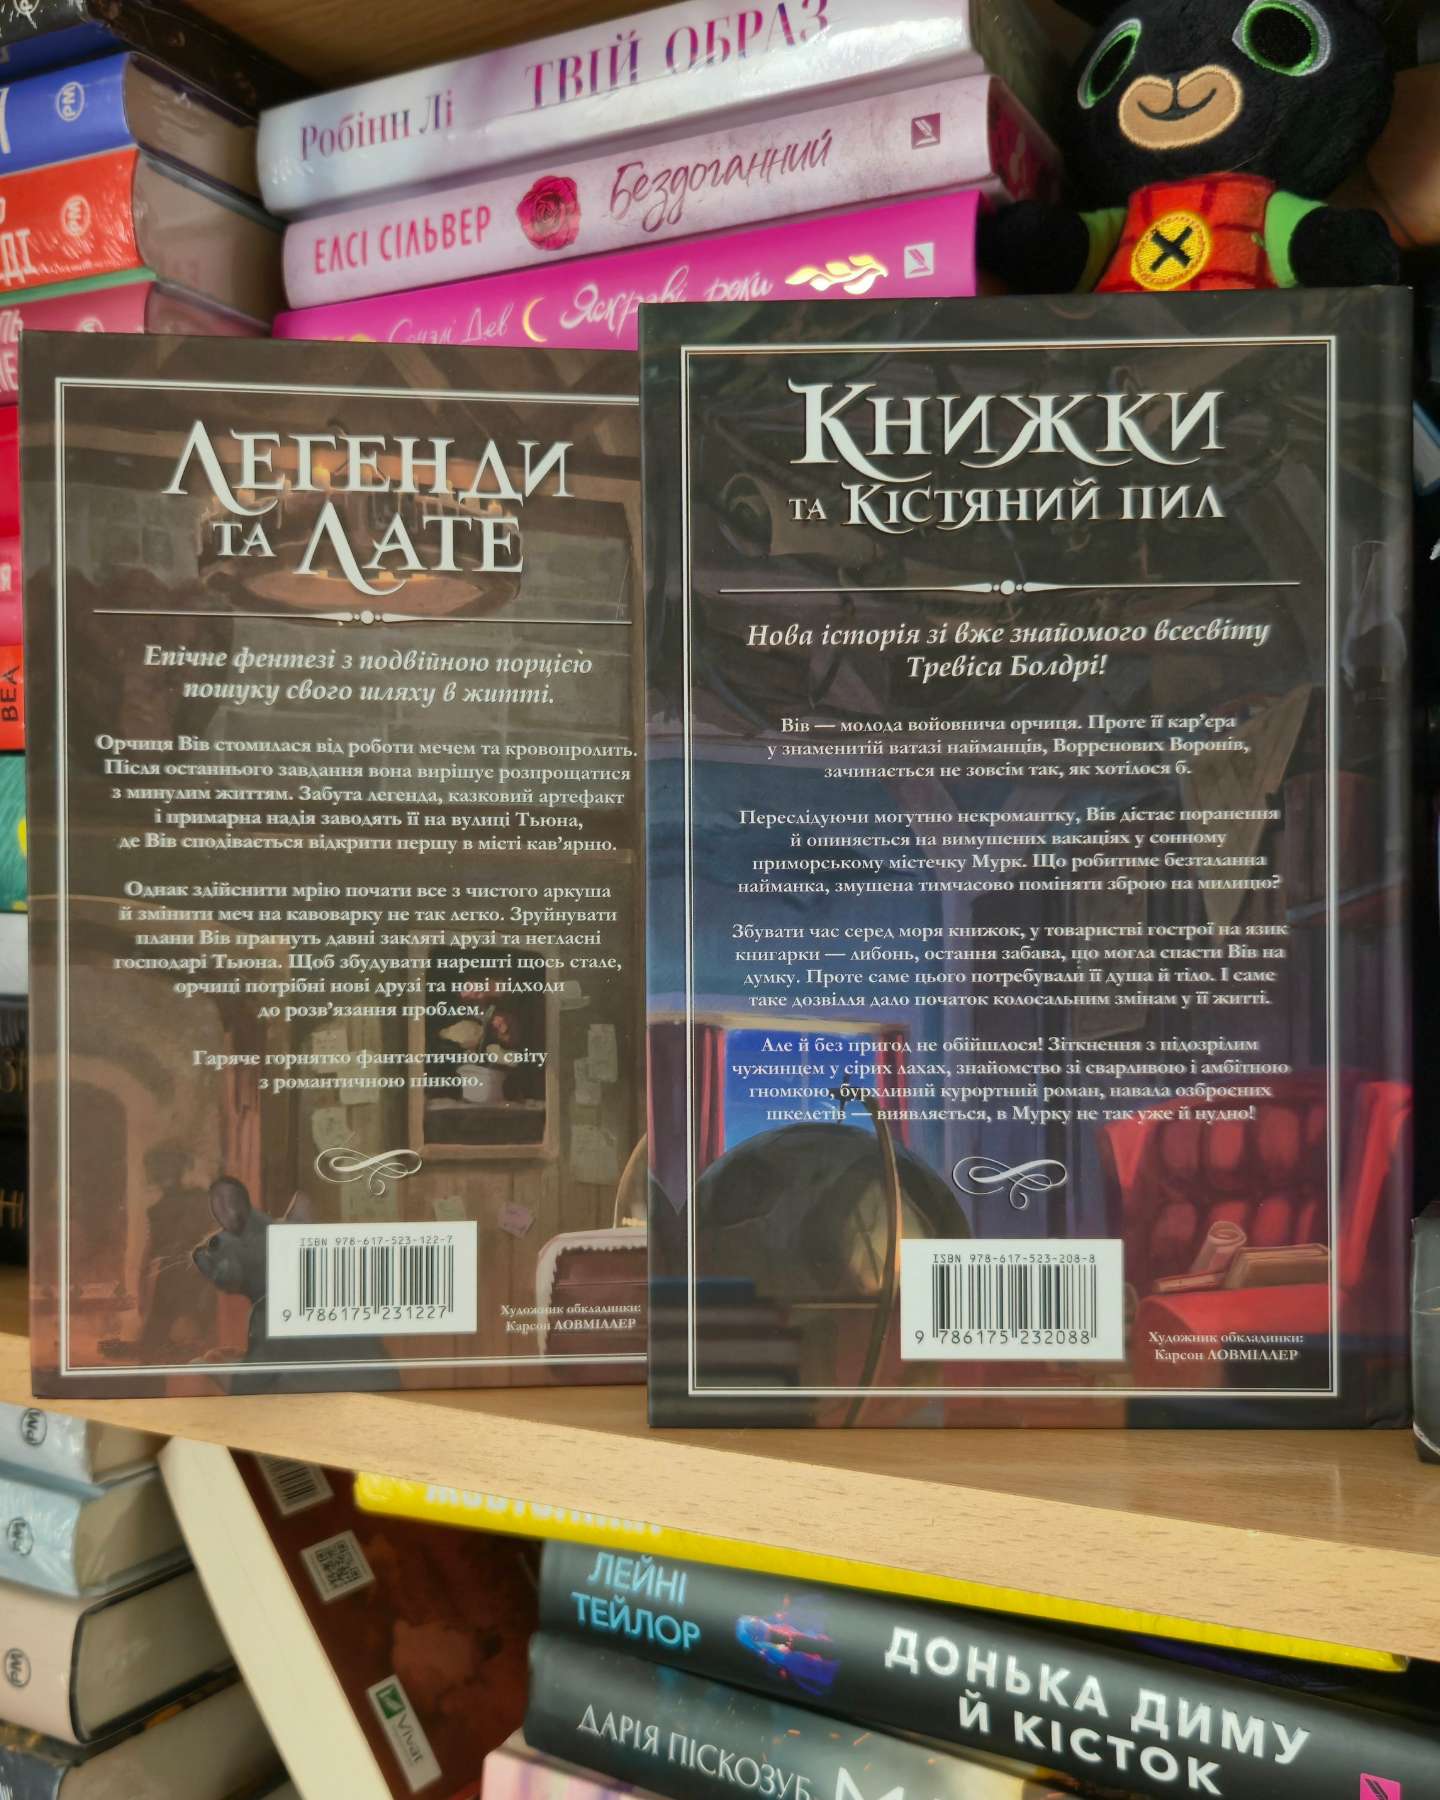 ТВІЙ ОБРАЗ
Робінн Лі
ЕЛСІ СІЛЬВЕР
Бездоганний
Дев
Яскраві роки
ЛЕГЕНДИ
ТА ЛАТЕ
Епічне фентезі з подвійною порцією
пошуку свого шляху в житті.
Орчиця Вів стомилася від роботи мечем та кровопролить.
Після останнього завдання вона вирішує розпрощатися
з минулим життям. Забута легенда, казковий артефакт
і примарна надія заводять її на вулиці Тьюна,
де Вів сподівається відкрити першу в місті кав’ярню.
Однак здійснити мрію почати все з чистого аркуша
й змінити меч на кавоварку не так легко. Зруйнувати
плани Вів прагнуть давні закляті друзі та негласні
господарі Тьюна. Щоб збудувати нарешті щось стале,
орчиці потрібні нові друзі та нові підходи
до розв’язання проблем.
Гаряче горнятко фантастичного світу
з романтичною пінкою.
ISBN 978-617-523-122-7
9 786175 231227
Художник обкладинки:
Карсон ЛОВМІЛЛЕР
КНИЖКИ
ТА КІСТЯНИЙ ПИЛ
Нова історія зі вже знайомого всесвіту
Тревіса Болдрі!
Вів — молода войовнича орчиця. Проте її кар’єра
у знаменитій ватазі найманців, Ворренових Воронів,
зачинається не зовсім так, як хотілося б.
Переслідуючи могутню некромантку, Вів дістає поранення
й опиняється на вимушених вакаціях у сонному
приморському містечку Мурк. Що робитиме безталанна
найманка, змушена тимчасово поміняти зброю на милицю?
Збувати час серед моря книжок, у товаристві гострої на язик
книгарки — либонь, остання забава, що могла спасти Вів на
думку. Проте саме цього потребували її душа й тіло. І саме
таке дозвілля дало початок колосальним змінам у її житті.
Але й без пригод не обійшлося! Зіткнення з підозрілим
чужинцем у сірих лахах, знайомство зі сварливою і амбітною
гномкою, бурхливий курортний роман, навала озброєних
шкелетів — виявляється, в Мурку не так уже й нудно!
ISBN 978-617-523-208-8
9 786175 232088
Художник обкладинки:
Карсон ЛОВМІЛЛЕР
Vivat
ЛЕЙНІ
ТЕЙЛОР
ДОНЬКА ДИМУ
Й КІСТОК
ДАРІЯ ПІСКОЗУБ